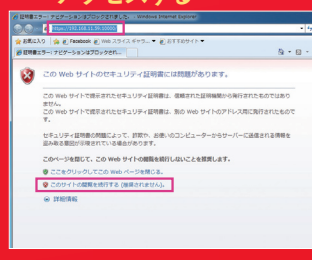 アクセスする
証明書エラー: ナビゲーションはブロックされました - Windows Internet Explorer
お気に入り Facebook Web スライス ギャラ... おすすめサイト
証明書エラー: ナビゲーションはブロックされ...
この Web サイトのセキュリティ証明書には問題があります。
この Web サイトで提示されたセキュリティ証明書は、信頼された証明機関から発行されたものではあり
ません。
この Web サイトで提示されたセキュリティ証明書は、別の Web サイトのアドレス用に発行されたもので
す。
セキュリティ証明書の問題によって、詐欺や、お使いのコンピューターからサーバーに送信される情報を
盗み取る意図が示唆されている場合があります。
このページを閉じて、この Web サイトの閲覧を続行しないことを推奨します。
ここをクリックしてこの Web ページを閉じる。
このサイトの閲覧を続行する (推奨されません)。
詳細情報